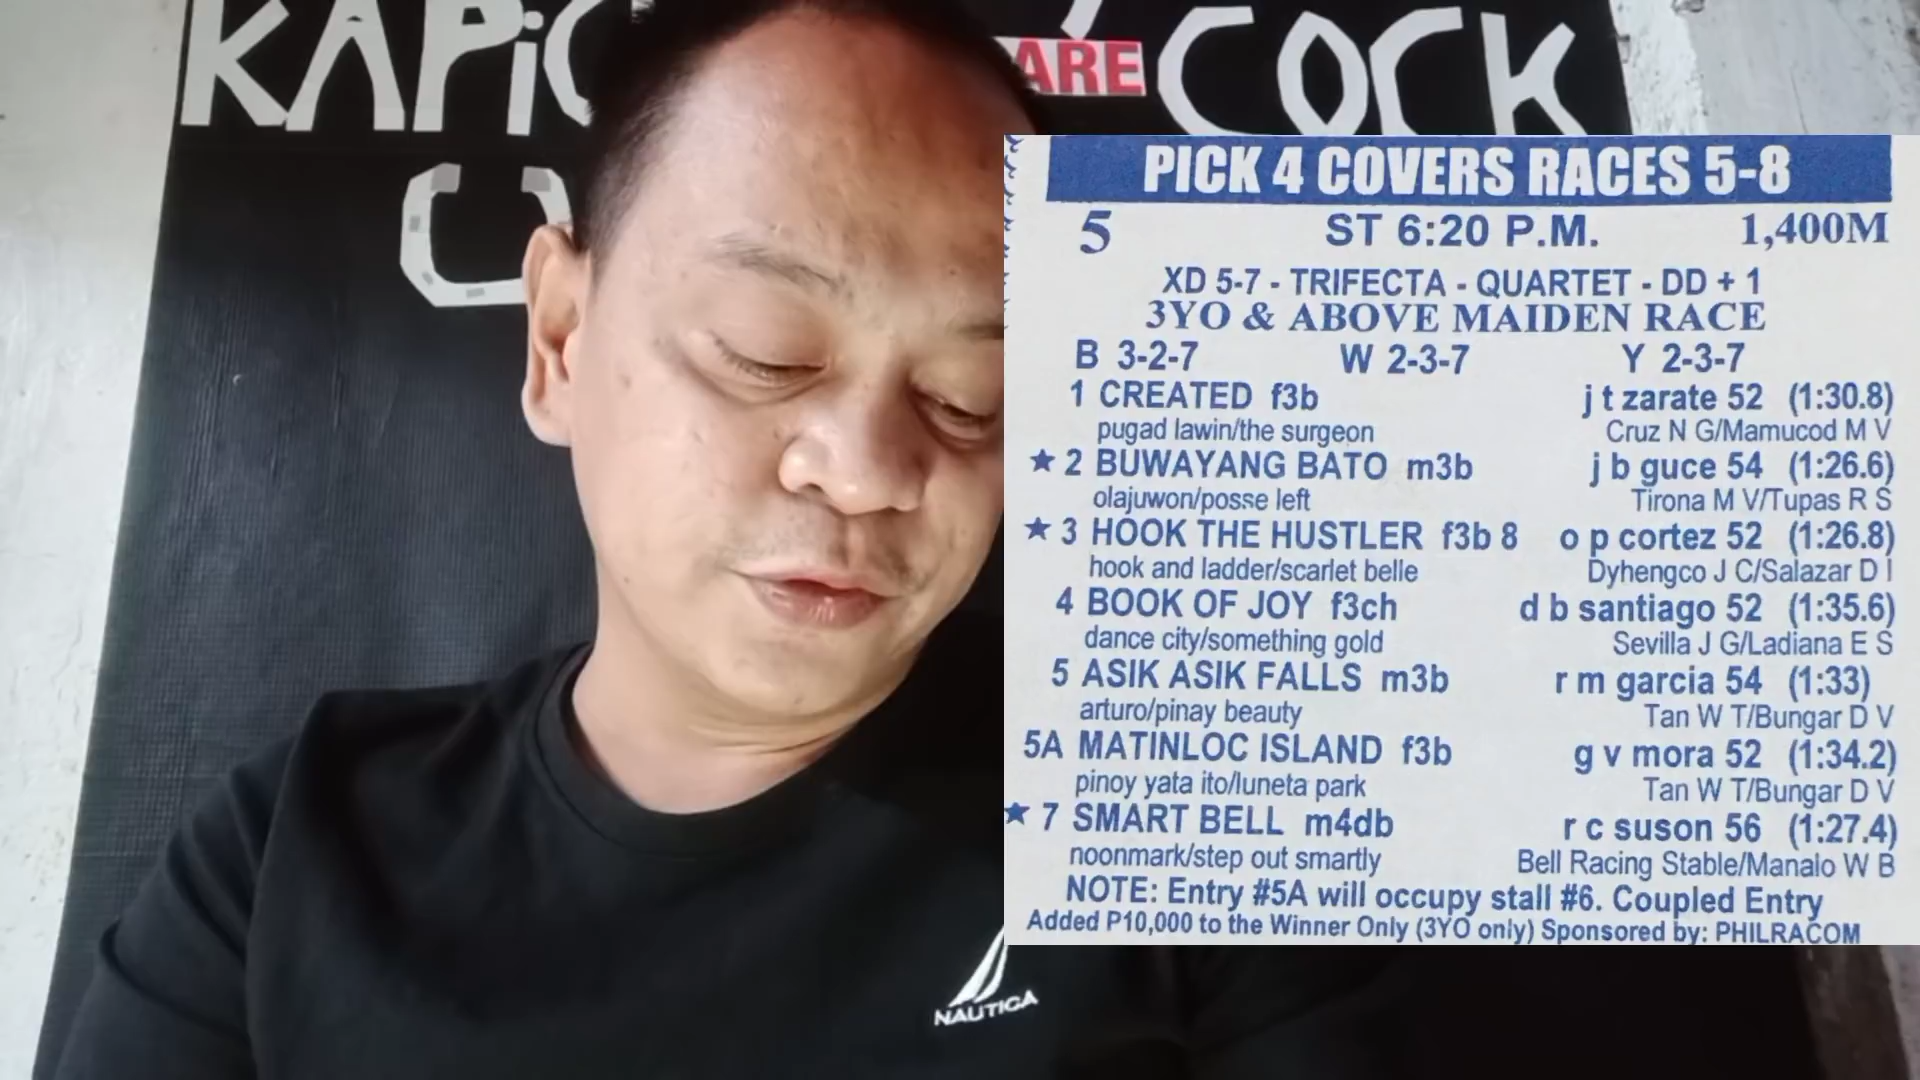 KAPiC
ARE
COCK
PICK 4 COVERS RACES 5-8
5 ST 6:20 P.M. 1,400M
XD 5-7 - TRIFECTA - QUARTET - DD + 1
3YO & ABOVE MAIDEN RACE
B 3-2-7 W 2-3-7 Y 2-3-7
1 CREATED f3b j t zarate 52 (1:30.8)
pugad lawin/the surgeon Cruz N G/Mamucod M V
★ 2 BUWAYANG BATO m3b j b guce 54 (1:26.6)
olajuwon/posse left Tirona M V/Tupas R S
★ 3 HOOK THE HUSTLER f3b 8 o p cortez 52 (1:26.8)
hook and ladder/scarlet belle Dyhengco J C/Salazar D I
4 BOOK OF JOY f3ch d b santiago 52 (1:35.6)
dance city/something gold Sevilla J G/Ladiana E S
5 ASIK ASIK FALLS m3b r m garcia 54 (1:33)
arturo/pinay beauty Tan W T/Bungar D V
5A MATINLOC ISLAND f3b g v mora 52 (1:34.2)
pinoy yata ito/luneta park Tan W T/Bungar D V
★ 7 SMART BELL m4db r c suson 56 (1:27.4)
noonmark/step out smartly Bell Racing Stable/Manalo W B
NOTE: Entry #5A will occupy stall #6. Coupled Entry
Added P10,000 to the Winner Only (3YO only) Sponsored by: PHILRACOM
NAUTICA